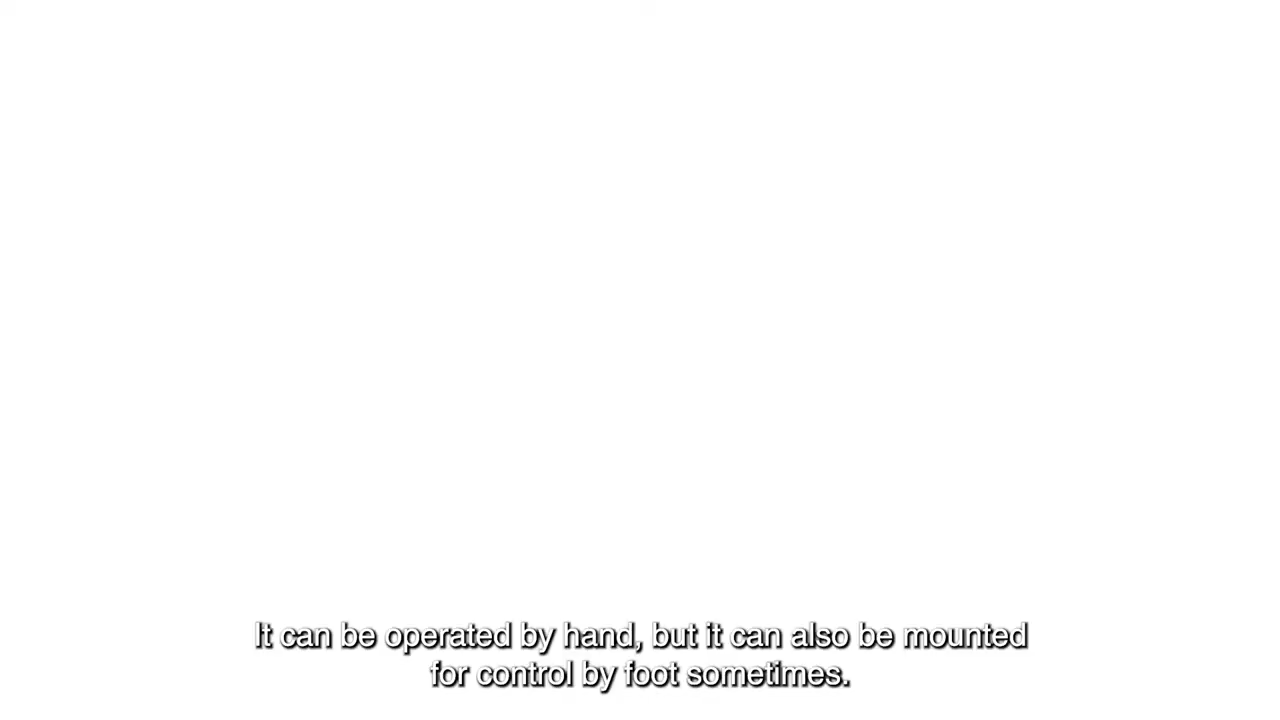 It can be operated by hand, but it can also be mounted
for control by foot sometimes.